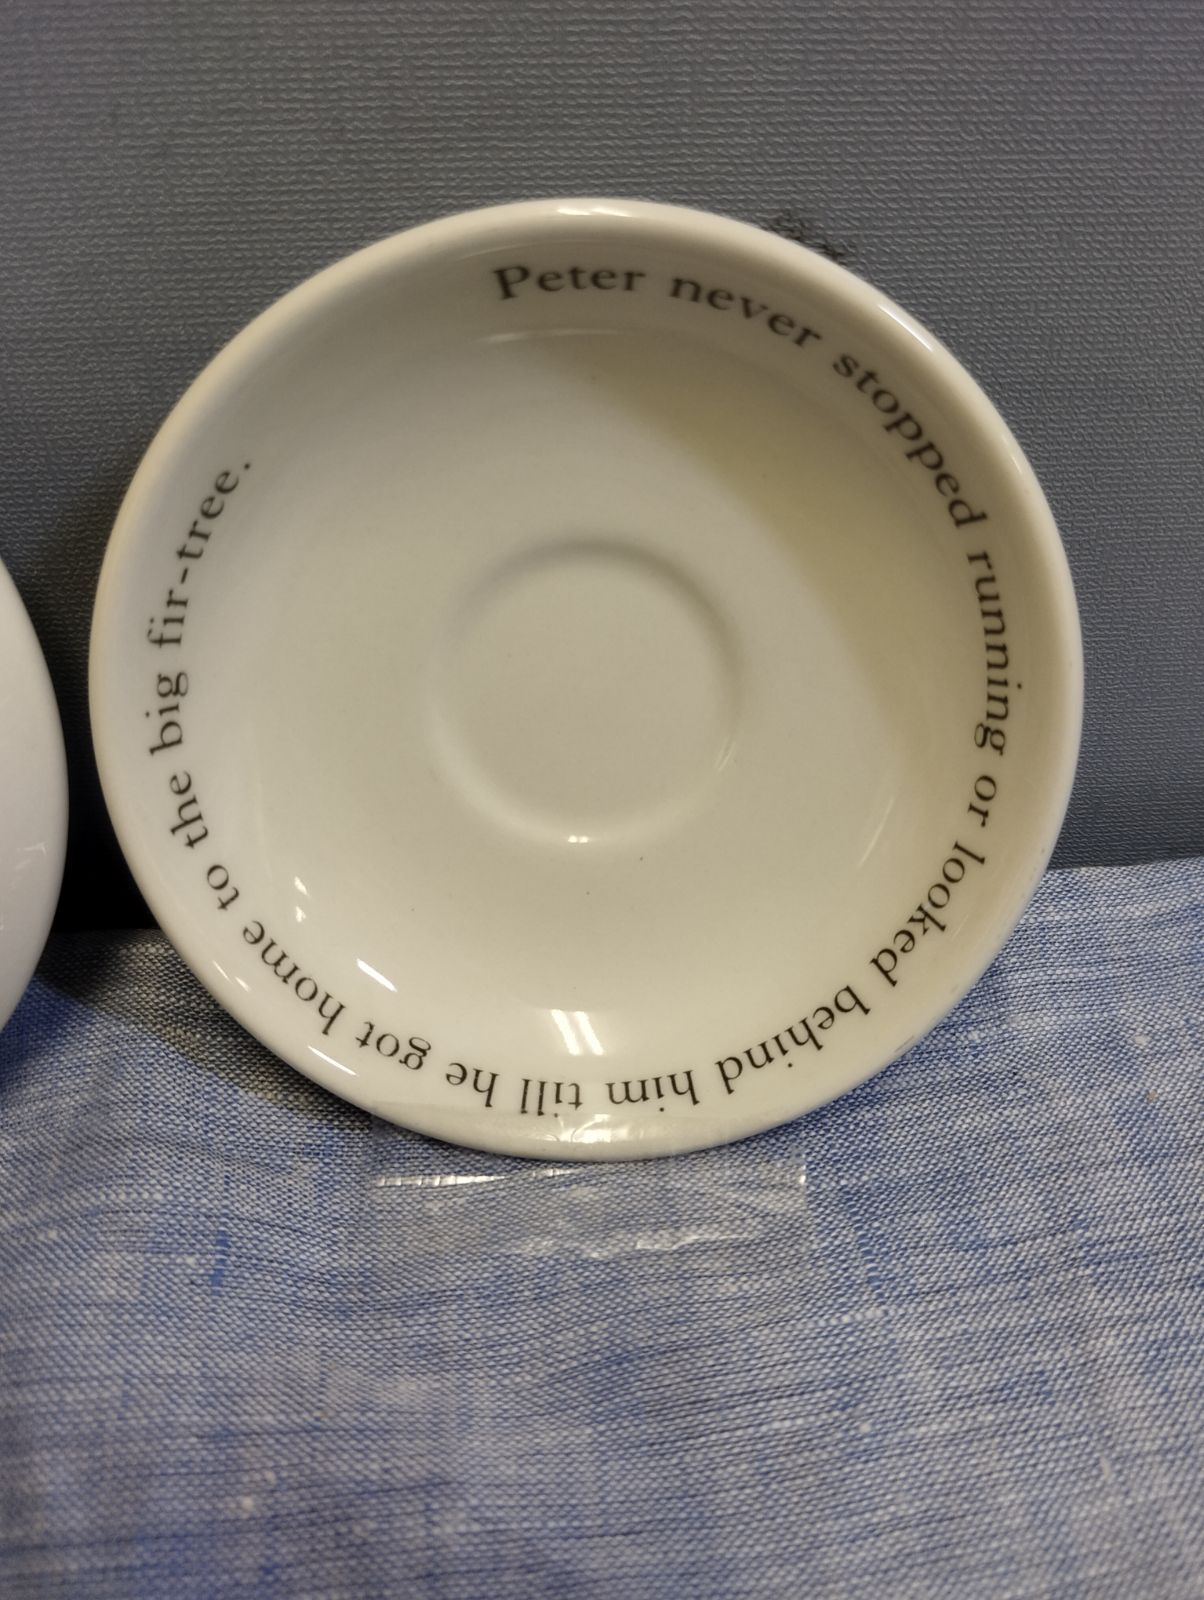 Peter never stopped running or looked behind him till he got home to the big fir-tree.